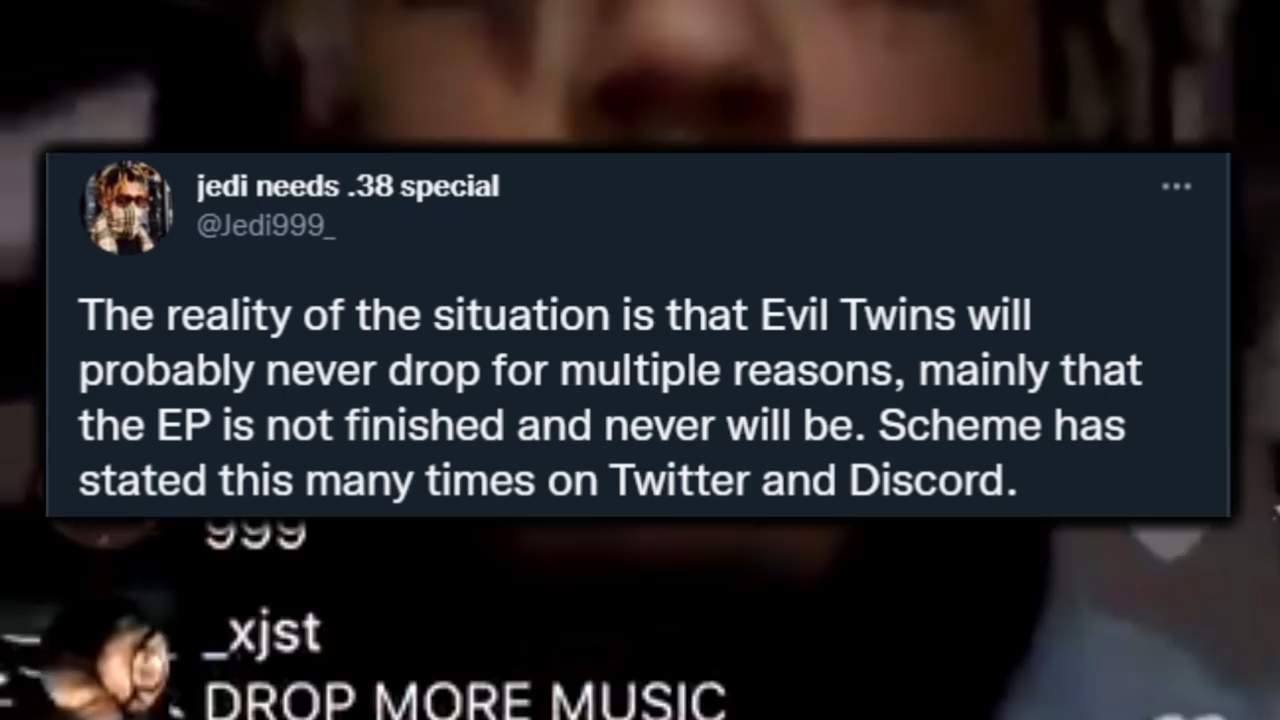 jedi needs .38 special
@Jedi999_
The reality of the situation is that Evil Twins will
probably never drop for multiple reasons, mainly that
the EP is not finished and never will be. Scheme has
stated this many times on Twitter and Discord.
999
_xjst
DROP MORE MUSIC